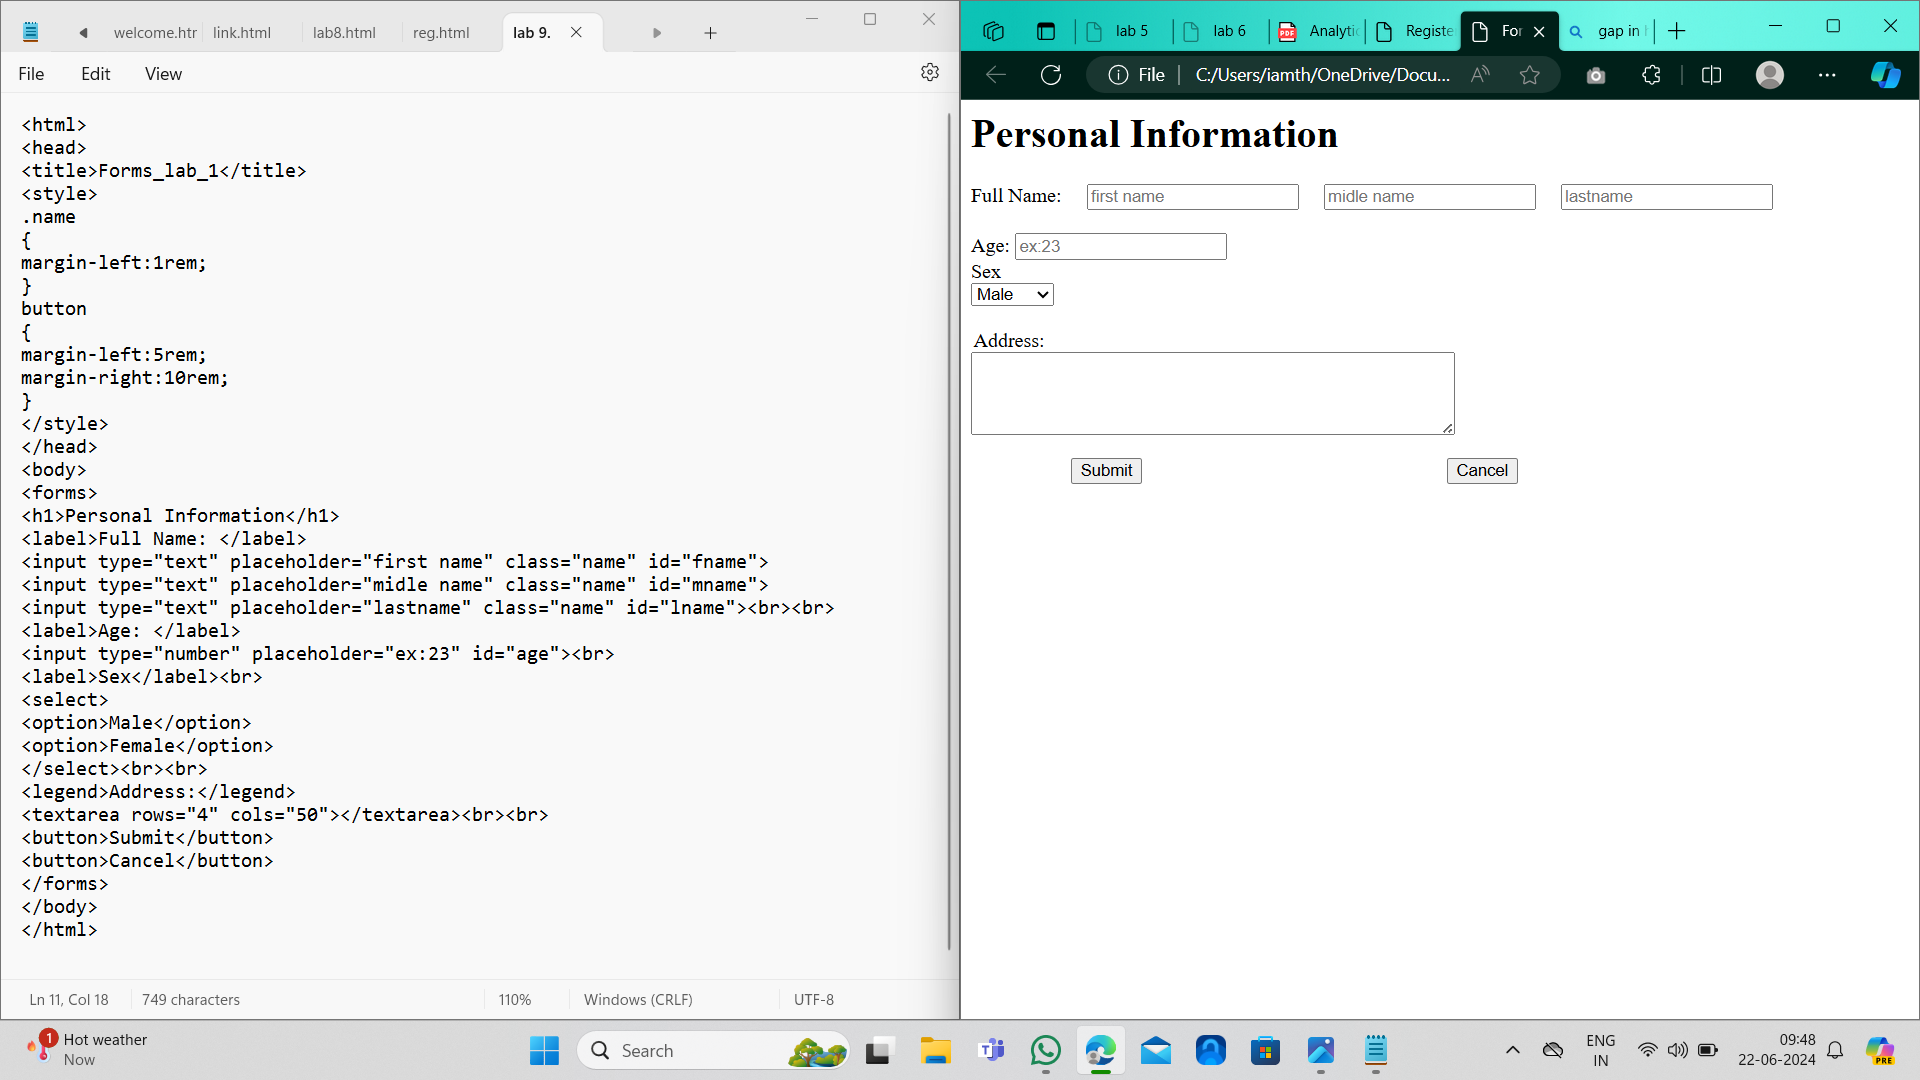 welcome.htr link.html lab8.html reg.html lab 9.
File Edit View
<html>
<head>
<title>Forms_lab_1</title>
<style>
.name
{
margin-left:1rem;
}
button
{
margin-left:5rem;
margin-right:10rem;
}
</style>
</head>
<body>
<forms>
<h1>Personal Information</h1>
<label>Full Name: </label>
<input type="text" placeholder="first name" class="name" id="fname">
<input type="text" placeholder="midle name" class="name" id="mname">
<input type="text" placeholder="lastname" class="name" id="lname"><br><br>
<label>Age: </label>
<input type="number" placeholder="ex:23" id="age"><br>
<label>Sex</label><br>
<select>
<option>Male</option>
<option>Female</option>
</select><br><br>
<legend>Address:</legend>
<textarea rows="4" cols="50"></textarea><br><br>
<button>Submit</button>
<button>Cancel</button>
</forms>
</body>
</html>
Ln 11, Col 18 749 characters 110% Windows (CRLF) UTF-8
lab 5 lab 6 PDF Analytic Registe For gap in
File C:/Users/iamth/OneDrive/Docu...
Personal Information
Full Name: first name midle name lastname
Age: ex:23
Sex
Male
Address:
Submit Cancel
1 Hot weather
Now
Search
ENG
IN
09:48
22-06-2024
PRE